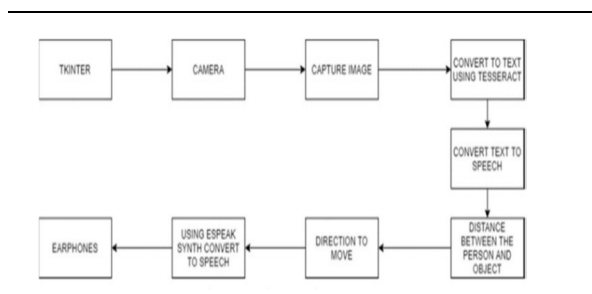 TKINTER
CAMERA
CAPTURE IMAGE
CONVERT TO TEXT
USING TESSERACT
CONVERT TEXT TO
SPEECH
DISTANCE
BETWEEN THE
PERSON AND
OBJECT
DIRECTION TO
MOVE
USING ESPEAK
SYNTH CONVERT
TO SPEECH
EARPHONES